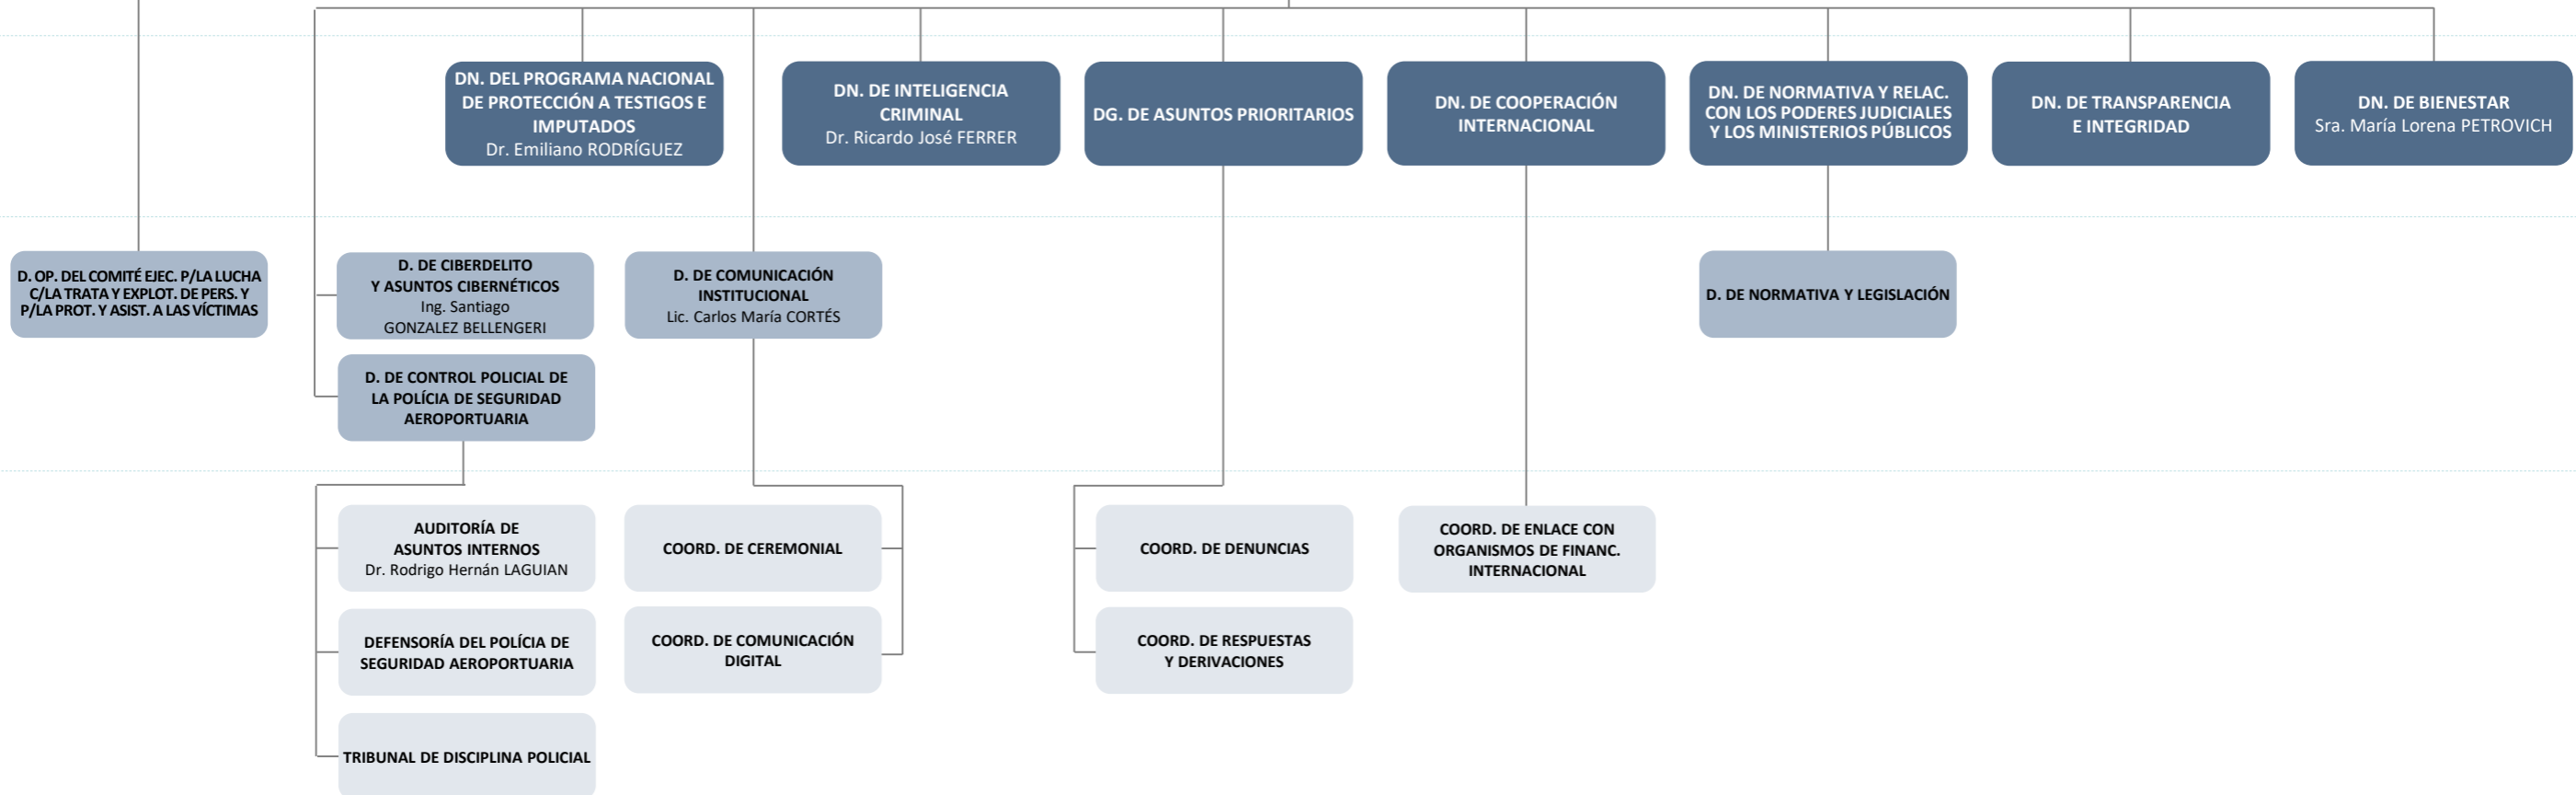 DN. DEL PROGRAMA NACIONAL
DE PROTECCIÓN A TESTIGOS E
IMPUTADOS
Dr. Emiliano RODRÍGUEZ
DN. DE INTELIGENCIA
CRIMINAL
Dr. Ricardo José FERRER
DG. DE ASUNTOS PRIORITARIOS
DN. DE COOPERACIÓN
INTERNACIONAL
DN. DE NORMATIVA Y RELAC.
CON LOS PODERES JUDICIALES
Y LOS MINISTERIOS PÚBLICOS
DN. DE TRANSPARENCIA
E INTEGRIDAD
DN. DE BIENESTAR
Sra. María Lorena PETROVICH
D. OP. DEL COMITÉ EJEC. P/LA LUCHA
C/LA TRATA Y EXPLOT. DE PERS. Y
P/LA PROT. Y ASIST. A LAS VÍCTIMAS
D. DE CIBERDELITO
Y ASUNTOS CIBERNÉTICOS
Ing. Santiago
GONZALEZ BELLENGERI
D. DE COMUNICACIÓN
INSTITUCIONAL
Lic. Carlos María CORTÉS
D. DE NORMATIVA Y LEGISLACIÓN
D. DE CONTROL POLICIAL DE
LA POLÍCIA DE SEGURIDAD
AEROPORTUARIA
AUDITORÍA DE
ASUNTOS INTERNOS
Dr. Rodrigo Hernán LAGUIAN
COORD. DE CEREMONIAL
COORD. DE DENUNCIAS
COORD. DE ENLACE CON
ORGANISMOS DE FINANC.
INTERNACIONAL
DEFENSORÍA DEL POLÍCIA DE
SEGURIDAD AEROPORTUARIA
COORD. DE COMUNICACIÓN
DIGITAL
COORD. DE RESPUESTAS
Y DERIVACIONES
TRIBUNAL DE DISCIPLINA POLICIAL